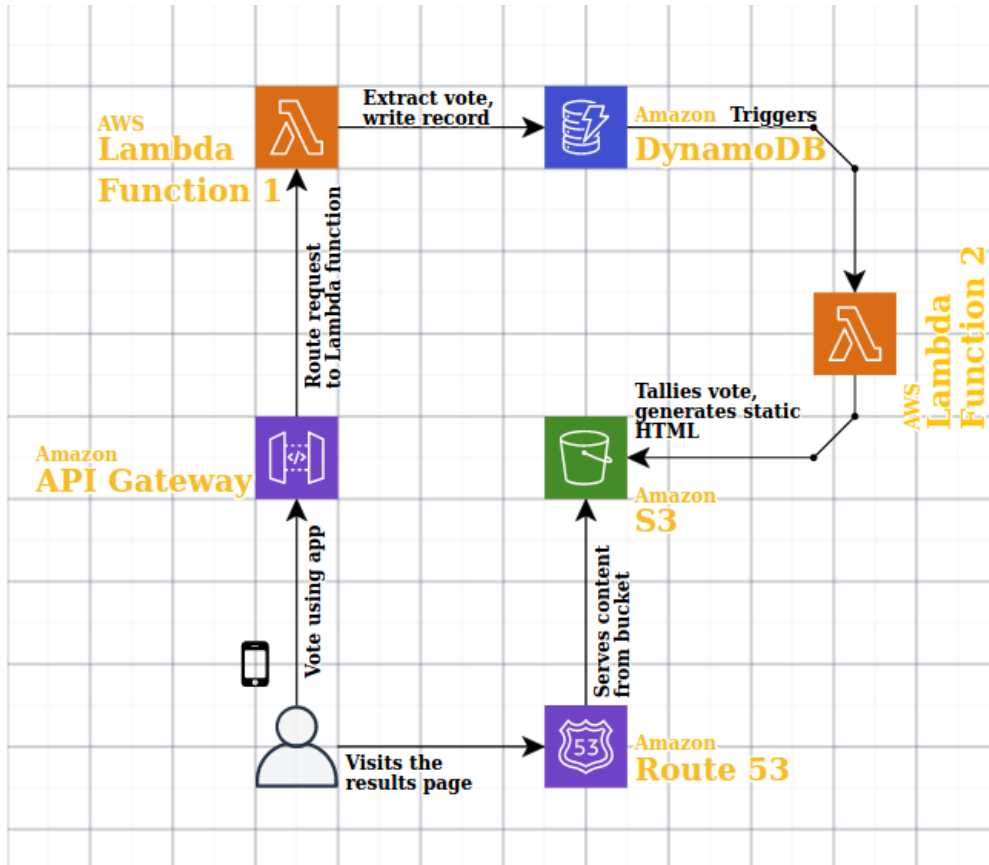 Extract vote,
write record
AWS
Lambda
Function 1
Amazon Triggers
DynamoDB
Route request
to Lambda function
AWS
Lambda
Function 2
Tallies vote,
generates static
HTML
Amazon
API Gateway
</>
Amazon
S3
Vote using app
Serves content
from bucket
53
Amazon
Route 53
Visits the
results page